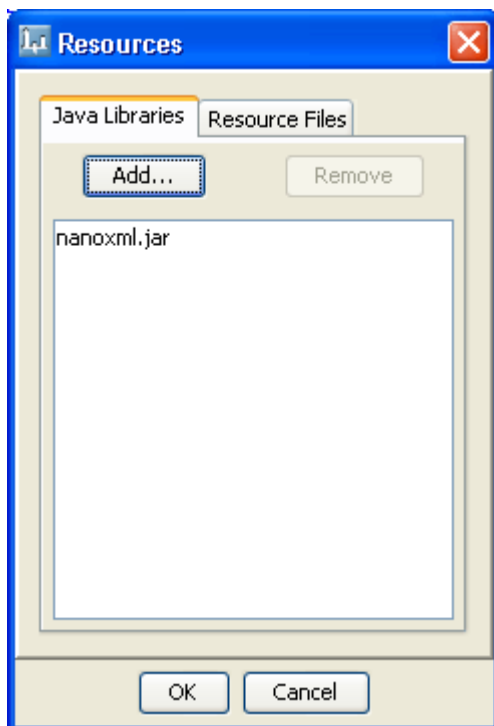 Resources
Java Libraries
Resource Files
Add...
Remove
nanoxml.jar
OK
Cancel